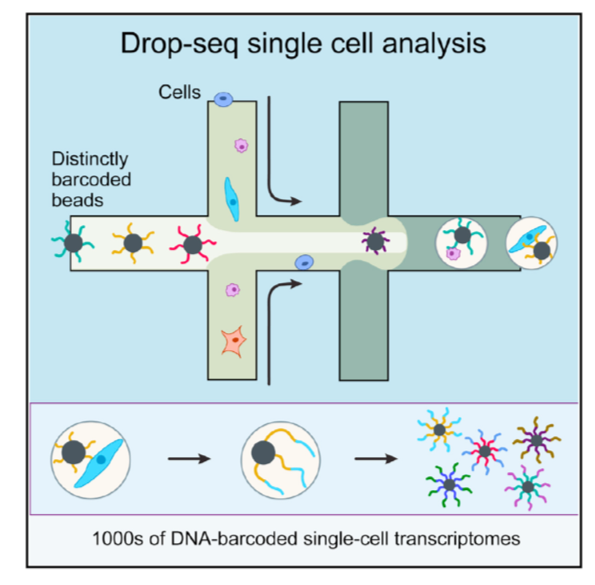 Drop-seq single cell analysis
Cells
Distinctly
barcoded
beads
1000s of DNA-barcoded single-cell transcriptomes